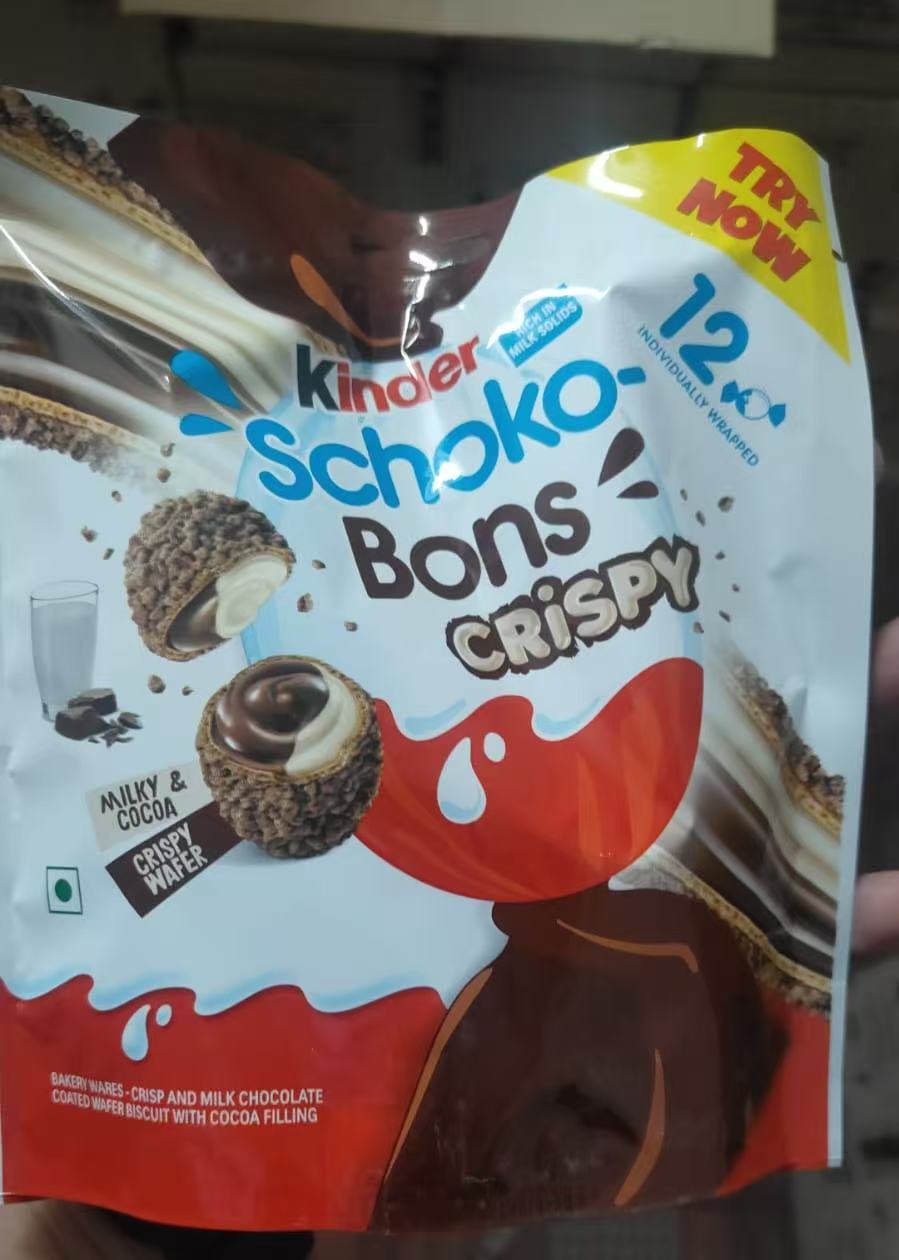 TRY
NOW
12
INDIVIDUALLY WRAPPED
RICH IN
MILK SOLIDS
kinder
Schoko-
Bons
CRiSPY
MILKY &
COCOA
CRISPY
WAFER
BAKERY WARES - CRISP AND MILK CHOCOLATE
COATED WAFER BISCUIT WITH COCOA FILLING